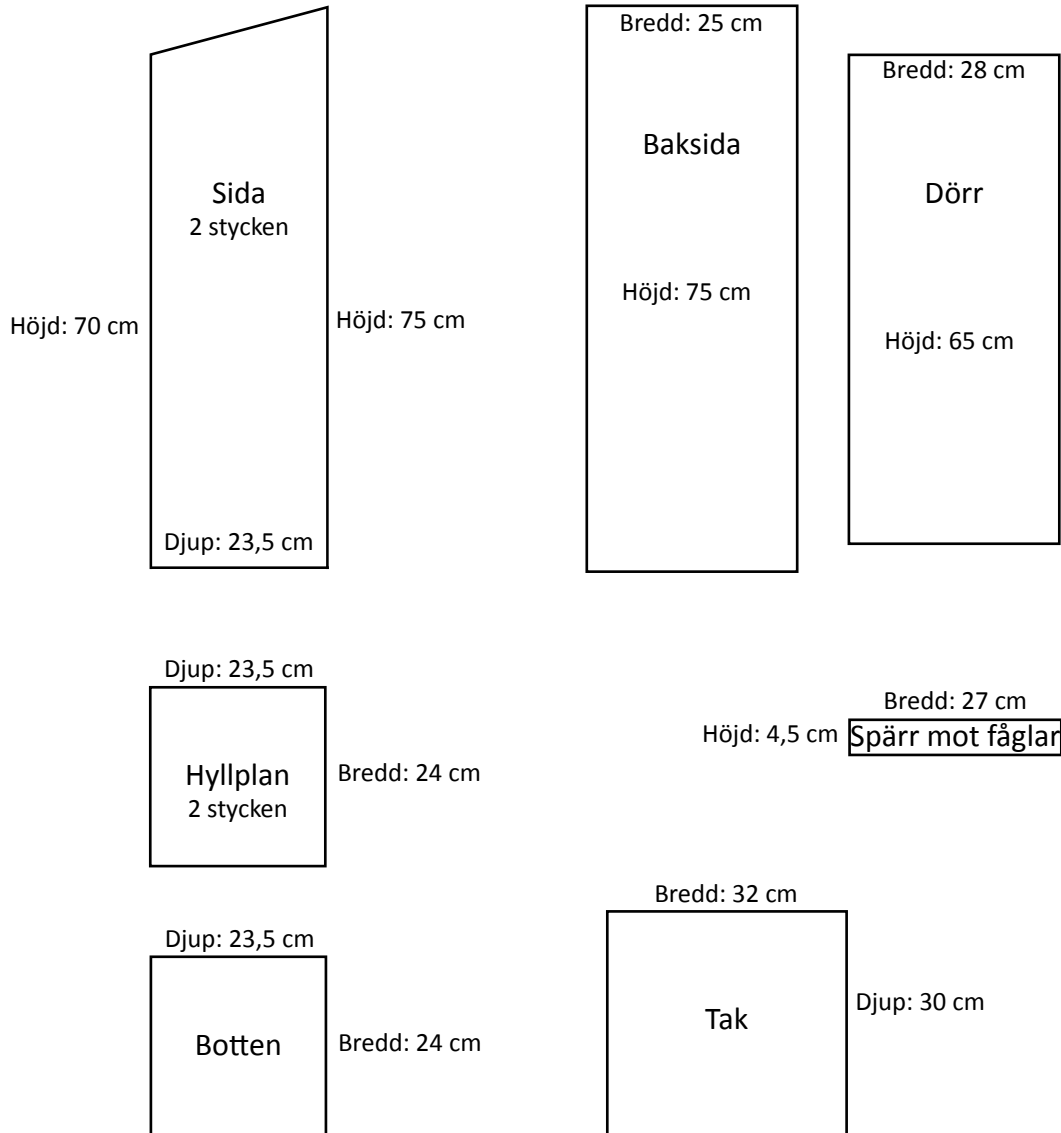 Sida
2 stycken
Höjd: 70 cm
Höjd: 75 cm
Djup: 23,5 cm
Bredd: 25 cm
Baksida
Höjd: 75 cm
Bredd: 28 cm
Dörr
Höjd: 65 cm
Djup: 23,5 cm
Hyllplan
2 stycken
Bredd: 24 cm
Bredd: 27 cm
Höjd: 4,5 cm
Spärr mot fåglar
Djup: 23,5 cm
Botten
Bredd: 24 cm
Bredd: 32 cm
Tak
Djup: 30 cm